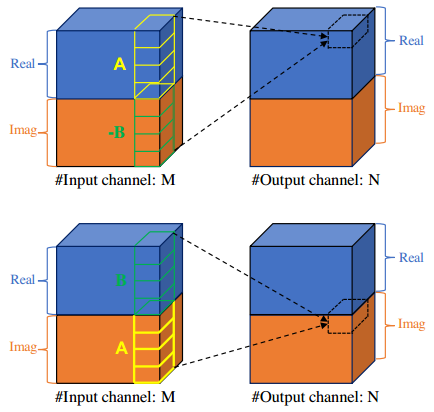 Real
A
Real
Imag
-B
Imag
#Input channel: M
#Output channel: N
Real
B
Real
Imag
A
Imag
#Input channel: M
#Output channel: N